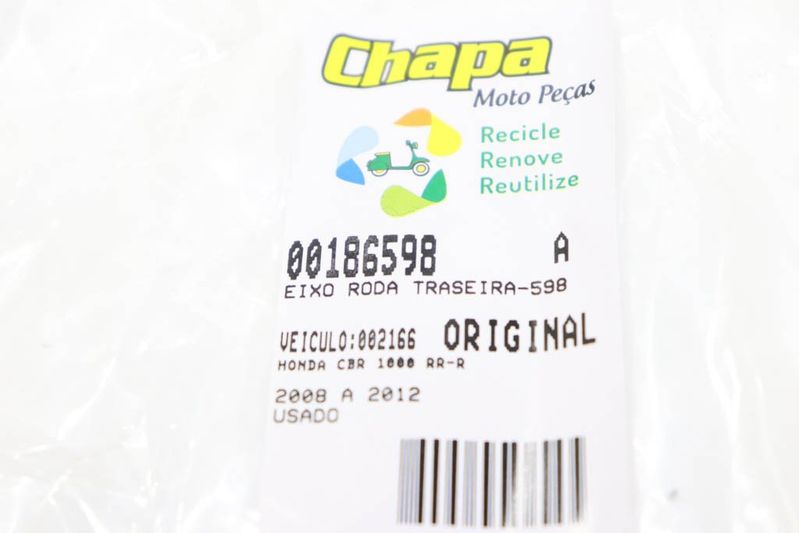 Chapa
Moto Peças
Recicle
Renove
Reutilize
00186598 A
EIXO RODA TRASEIRA-598
VEICULO:002166 ORIGINAL
HONDA CBR 1000 RR-R
2008 A 2012
USADO